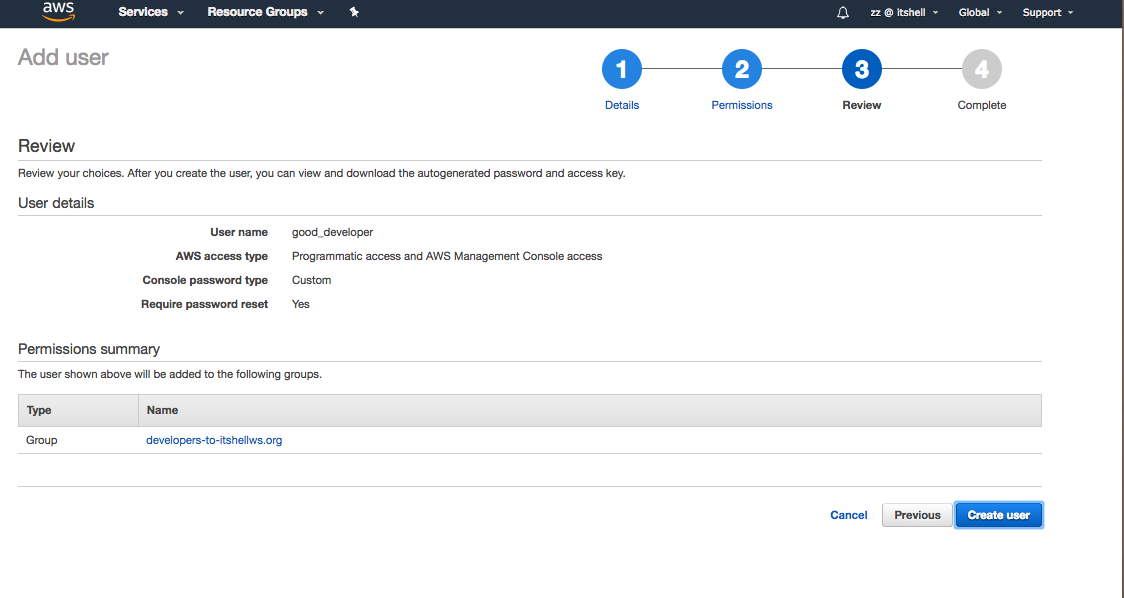 aws Services Resource Groups zz @ itshell Global Support
Add user
1 2 3 4
Details Permissions Review Complete
Review
Review your choices. After you create the user, you can view and download the autogenerated password and access key.
User details
User name good_developer
AWS access type Programmatic access and AWS Management Console access
Console password type Custom
Require password reset Yes
Permissions summary
The user shown above will be added to the following groups.
Type Name
Group developers-to-itshellws.org
Cancel Previous Create user